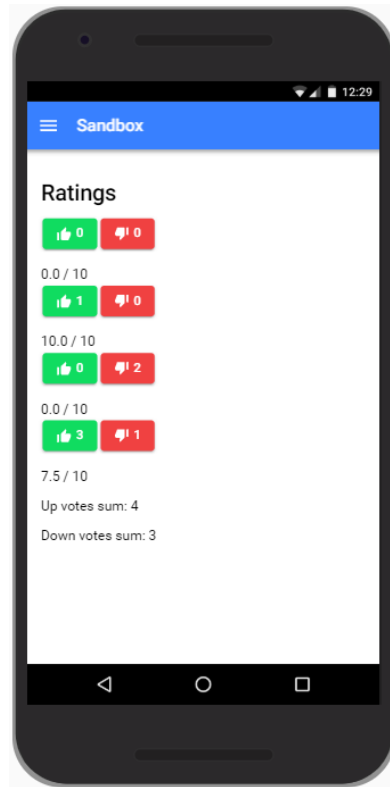 12:29
Sandbox
Ratings
0 0
0.0 / 10
1 0
10.0 / 10
0 2
0.0 / 10
3 1
7.5 / 10
Up votes sum: 4
Down votes sum: 3